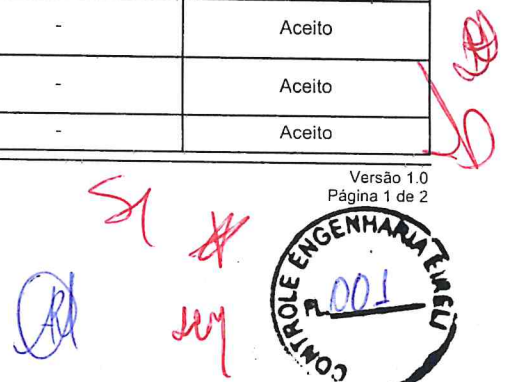 - Aceito
- Aceito
- Aceito
Versão 1.0
Página 1 de 2
CONTROLE ENGENHARIA EIRELI
FL. 001